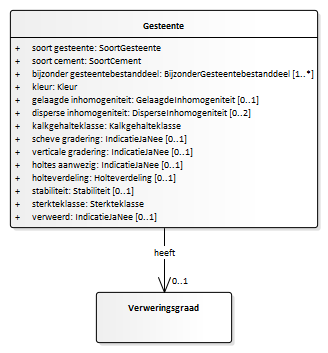 Gesteente
+ soort gesteente: SoortGesteente
+ soort cement: SoortCement
+ bijzonder gesteentebestanddeel: BijzonderGesteentebestanddeel [1..*]
+ kleur: Kleur
+ gelaagde inhomogeniteit: GelaagdeInhomogeniteit [0..1]
+ disperse inhomogeniteit: DisperseInhomogeniteit [0..2]
+ kalkgehalteklasse: Kalkgehalteklasse
+ scheve gradering: IndicatieJaNee [0..1]
+ verticale gradering: IndicatieJaNee [0..1]
+ holtes aanwezig: IndicatieJaNee [0..1]
+ holteverdeling: Holteverdeling [0..1]
+ stabiliteit: Stabiliteit [0..1]
+ sterkteklasse: Sterkteklasse
+ verweerd: IndicatieJaNee [0..1]
heeft
0..1
Verweringsgraad